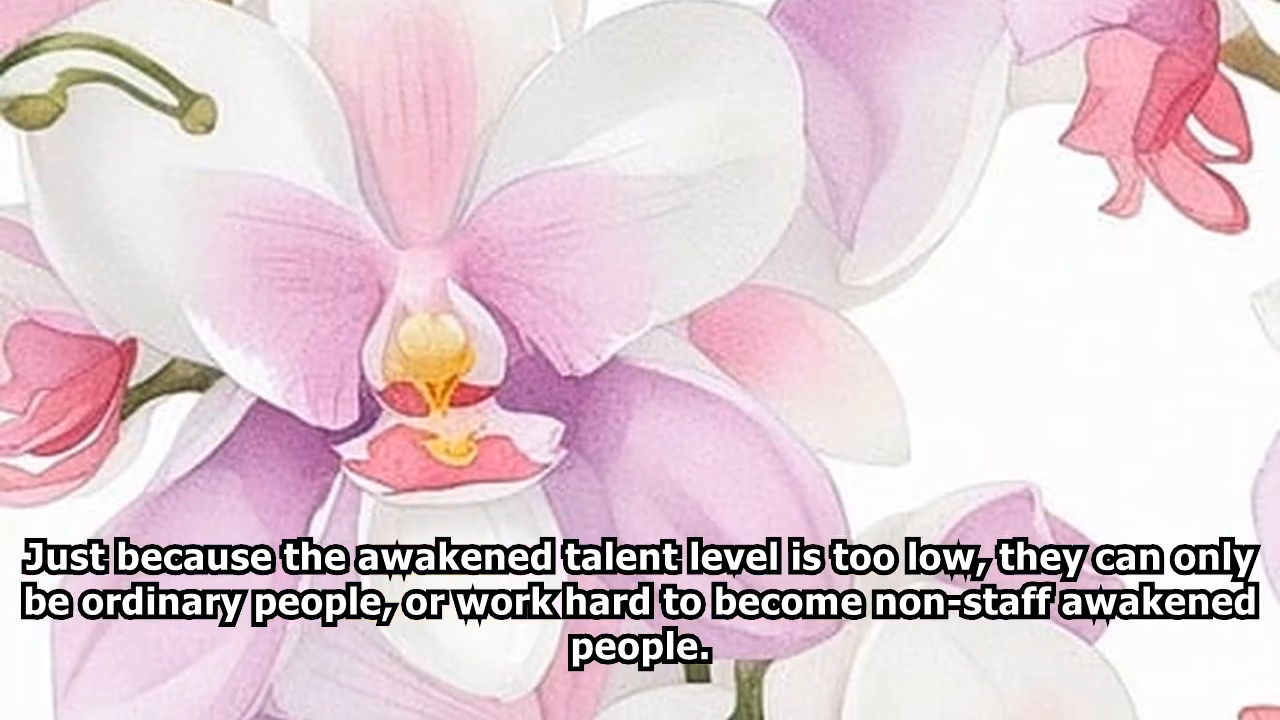 Just because the awakened talent level is too low, they can only
be ordinary people, or work hard to become non-staff awakened
people.